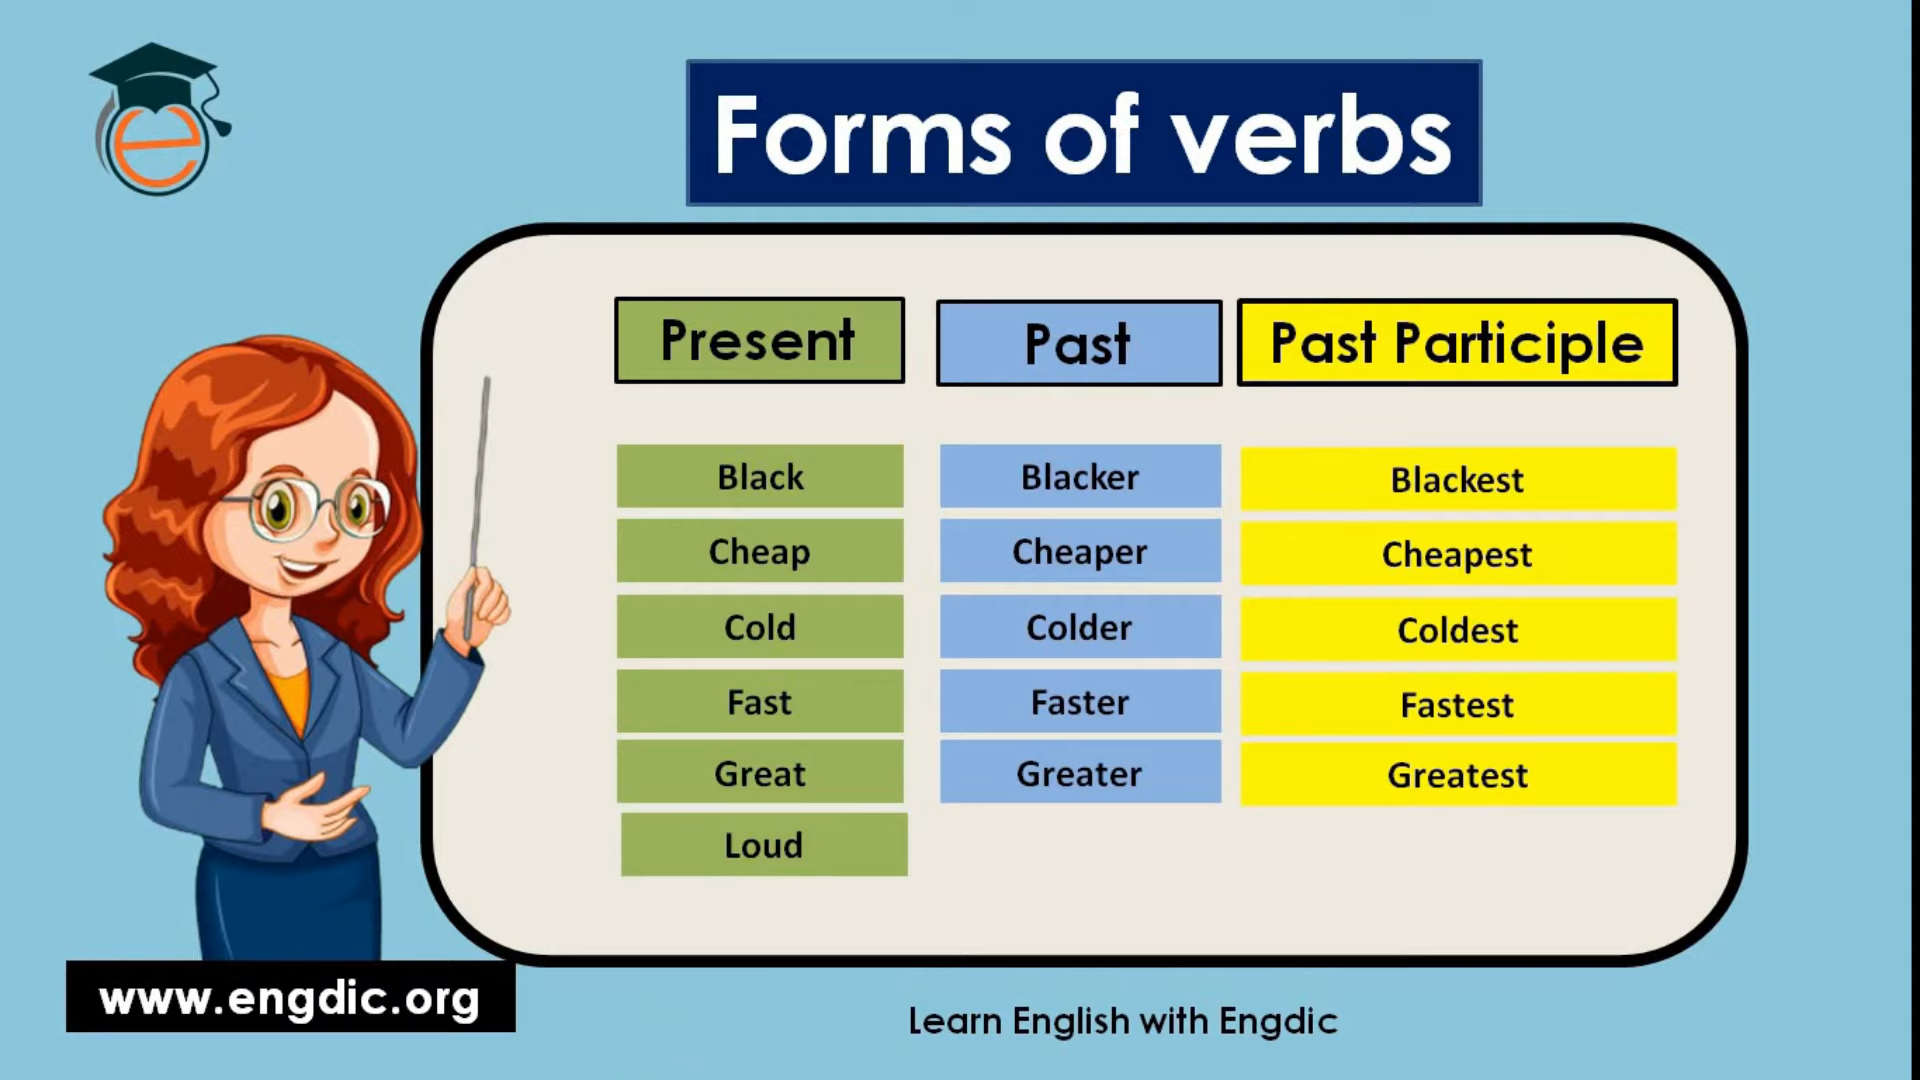 Forms of verbs
Present Past Past Participle
Black Blacker Blackest
Cheap Cheaper Cheapest
Cold Colder Coldest
Fast Faster Fastest
Great Greater Greatest
Loud
www.engdic.org
Learn English with Engdic